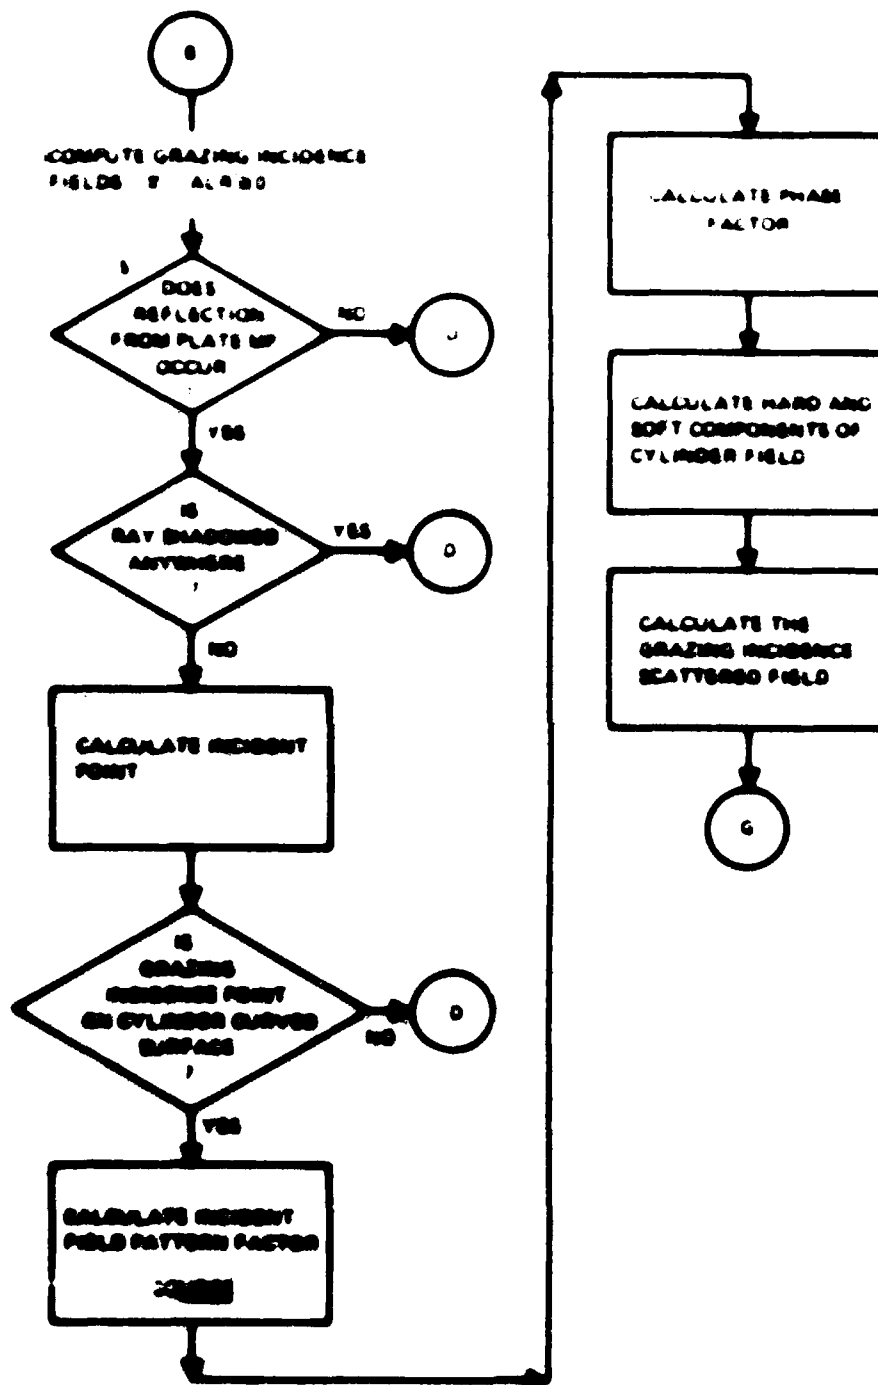 COMPUTE GRAZING INCIDENCE
FIELDS
DOES
REFLECTION
FROM PLATE MP
OCCUR
NO
YES
IS
RAY SHADOWED
ANYWHERE
?
YES
D
NO
CALCULATE INCIDENT
POINT
IS
GRAZING
INCIDENCE POINT
ON CYLINDER CURVED
SURFACE
?
NO
D
YES
CALCULATE INCIDENT
FIELD PATTERN FACTOR
CALCULATE PHASE
FACTOR
CALCULATE HARD AND
SOFT COMPONENTS OF
CYLINDER FIELD
CALCULATE THE
GRAZING INCIDENCE
SCATTERED FIELD
G